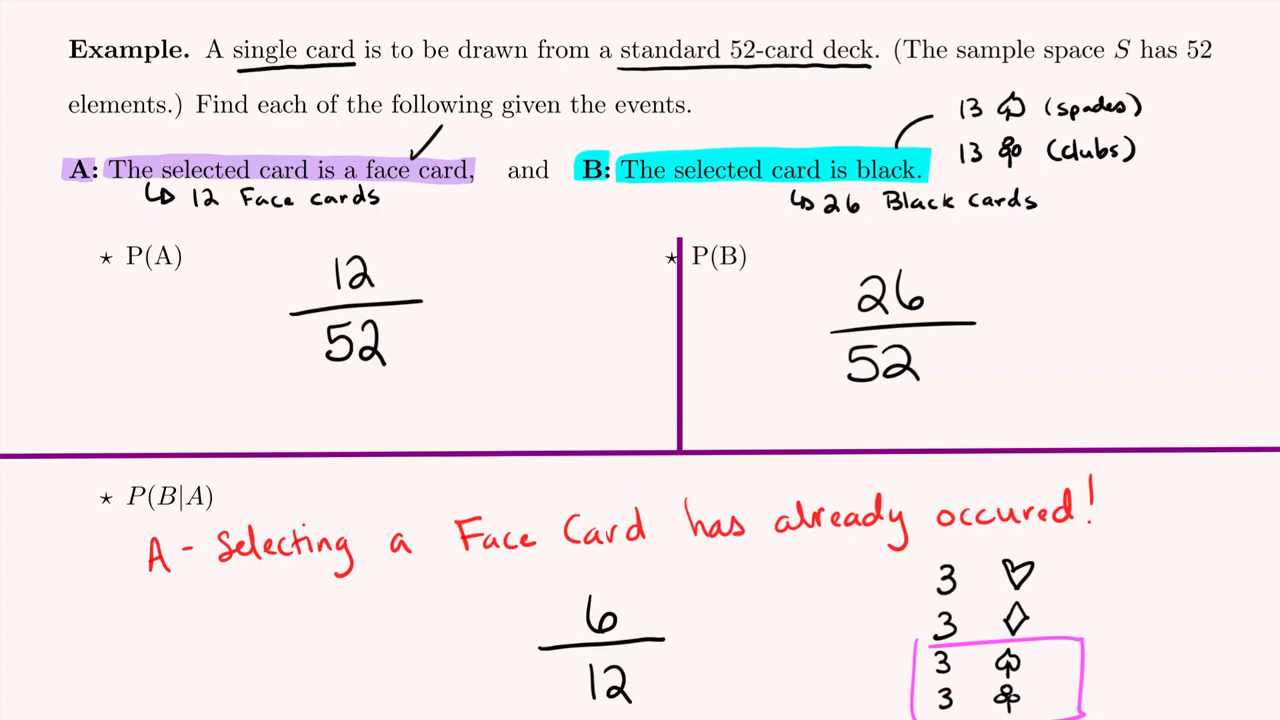 Example. A single card is to be drawn from a standard 52-card deck. (The sample space S has 52
elements.) Find each of the following given the events.
13 ♤ (spades)
13 ♧ (clubs)
A: The selected card is a face card, and B: The selected card is black.
↳ 12 Face cards
↳ 26 Black cards
⋆ P(A)
12
52
⋆ P(B)
26
52
⋆ P(B|A)
A - Selecting a Face Card has already occured!
6
12
3 ♡
3 ♢
3 ♤
3 ♧